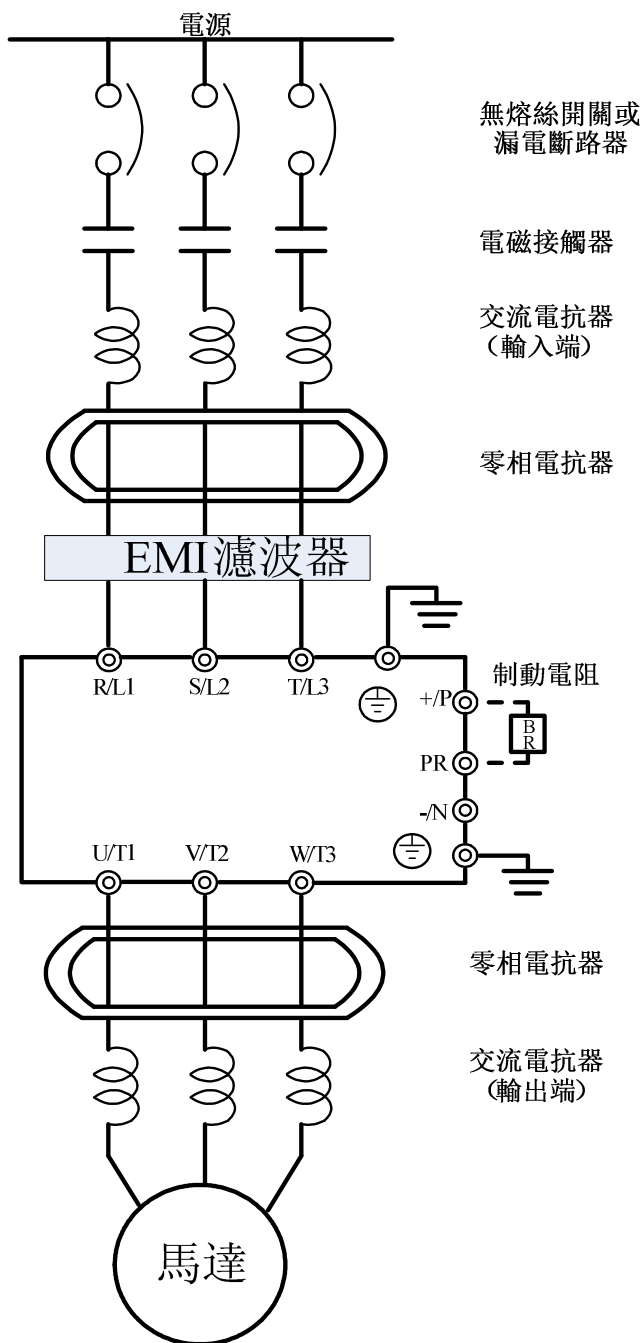 電源
無熔絲開關或
漏電斷路器
電磁接觸器
交流電抗器
(輸入端)
零相電抗器
EMI濾波器
R/L1
S/L2
T/L3
制動電阻
+/P
BR
PR
-/N
U/T1
V/T2
W/T3
零相電抗器
交流電抗器
(輸出端)
馬達